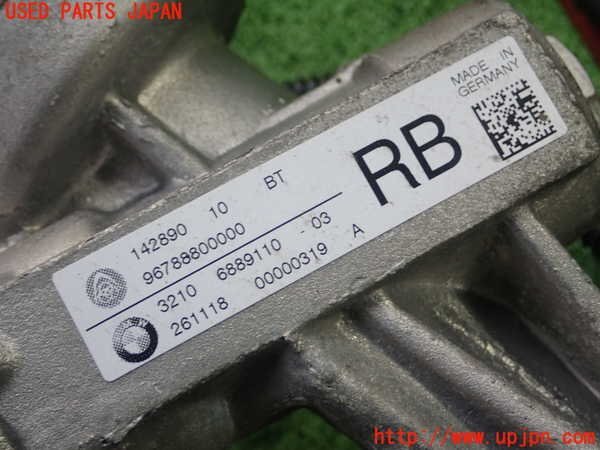 USED PARTS JAPAN
142890 10 BT
96788800000
3210 6889110 -03
261118 00000319 A
RB
MADE IN
GERMANY
http://www.upjpn.com/